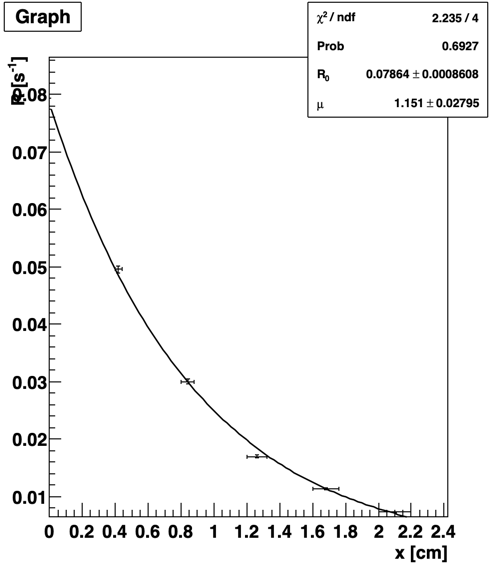 Graph
χ² / ndf 2.235 / 4
Prob 0.6927
R₀ 0.07864 ± 0.0008608
μ 1.151 ± 0.02795
[s⁻¹]
0.08
0.07
0.06
0.05
0.04
0.03
0.02
0.01
0 0.2 0.4 0.6 0.8 1 1.2 1.4 1.6 1.8 2 2.2 2.4
x [cm]